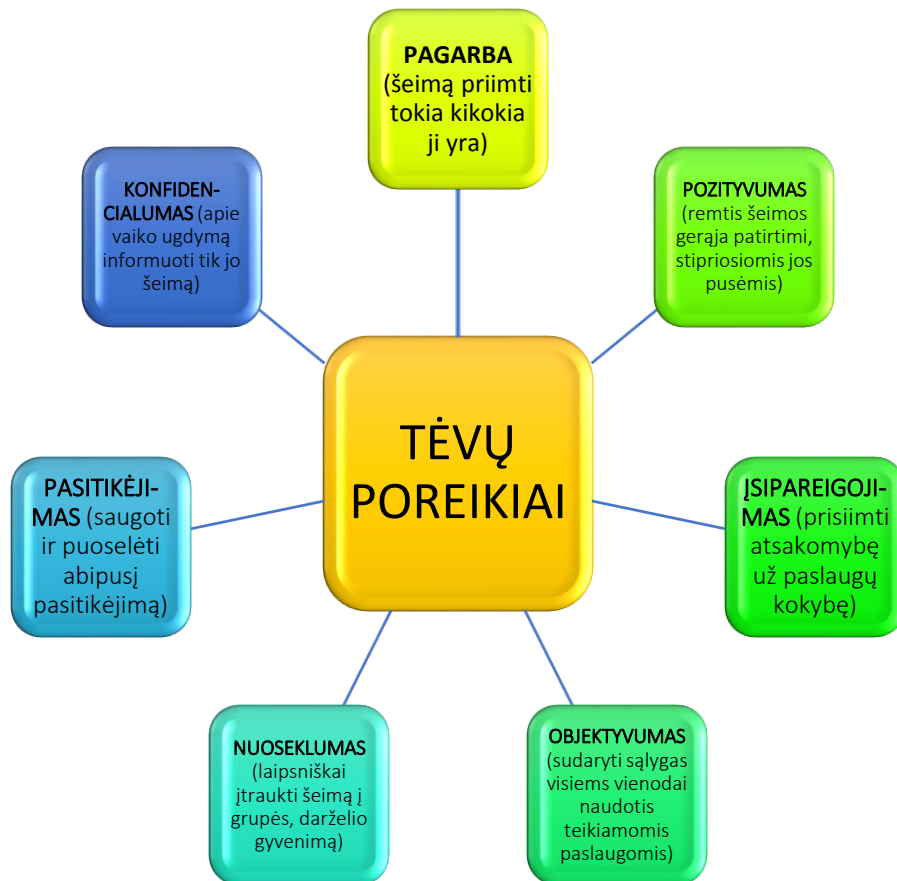 PAGARBA
(šeimą priimti
tokia kikokia
ji yra)
POZITYVUMAS
(remtis šeimos
gerąja patirtimi,
stipriosiomis jos
pusėmis)
ĮSIPAREIGOJI-
MAS (prisiimti
atsakomybę
už paslaugų
kokybę)
OBJEKTYVUMAS
(sudaryti sąlygas
visiems vienodai
naudotis
teikiamomis
paslaugomis)
NUOSEKLUMAS
(laipsniškai
įtraukti šeimą į
grupės, darželio
gyvenimą)
PASITIKĖJI-
MAS (saugoti
ir puoselėti
abipusį
pasitikėjimą)
KONFIDEN-
CIALUMAS (apie
vaiko ugdymą
informuoti tik jo
šeimą)
TĖVŲ
POREIKIAI